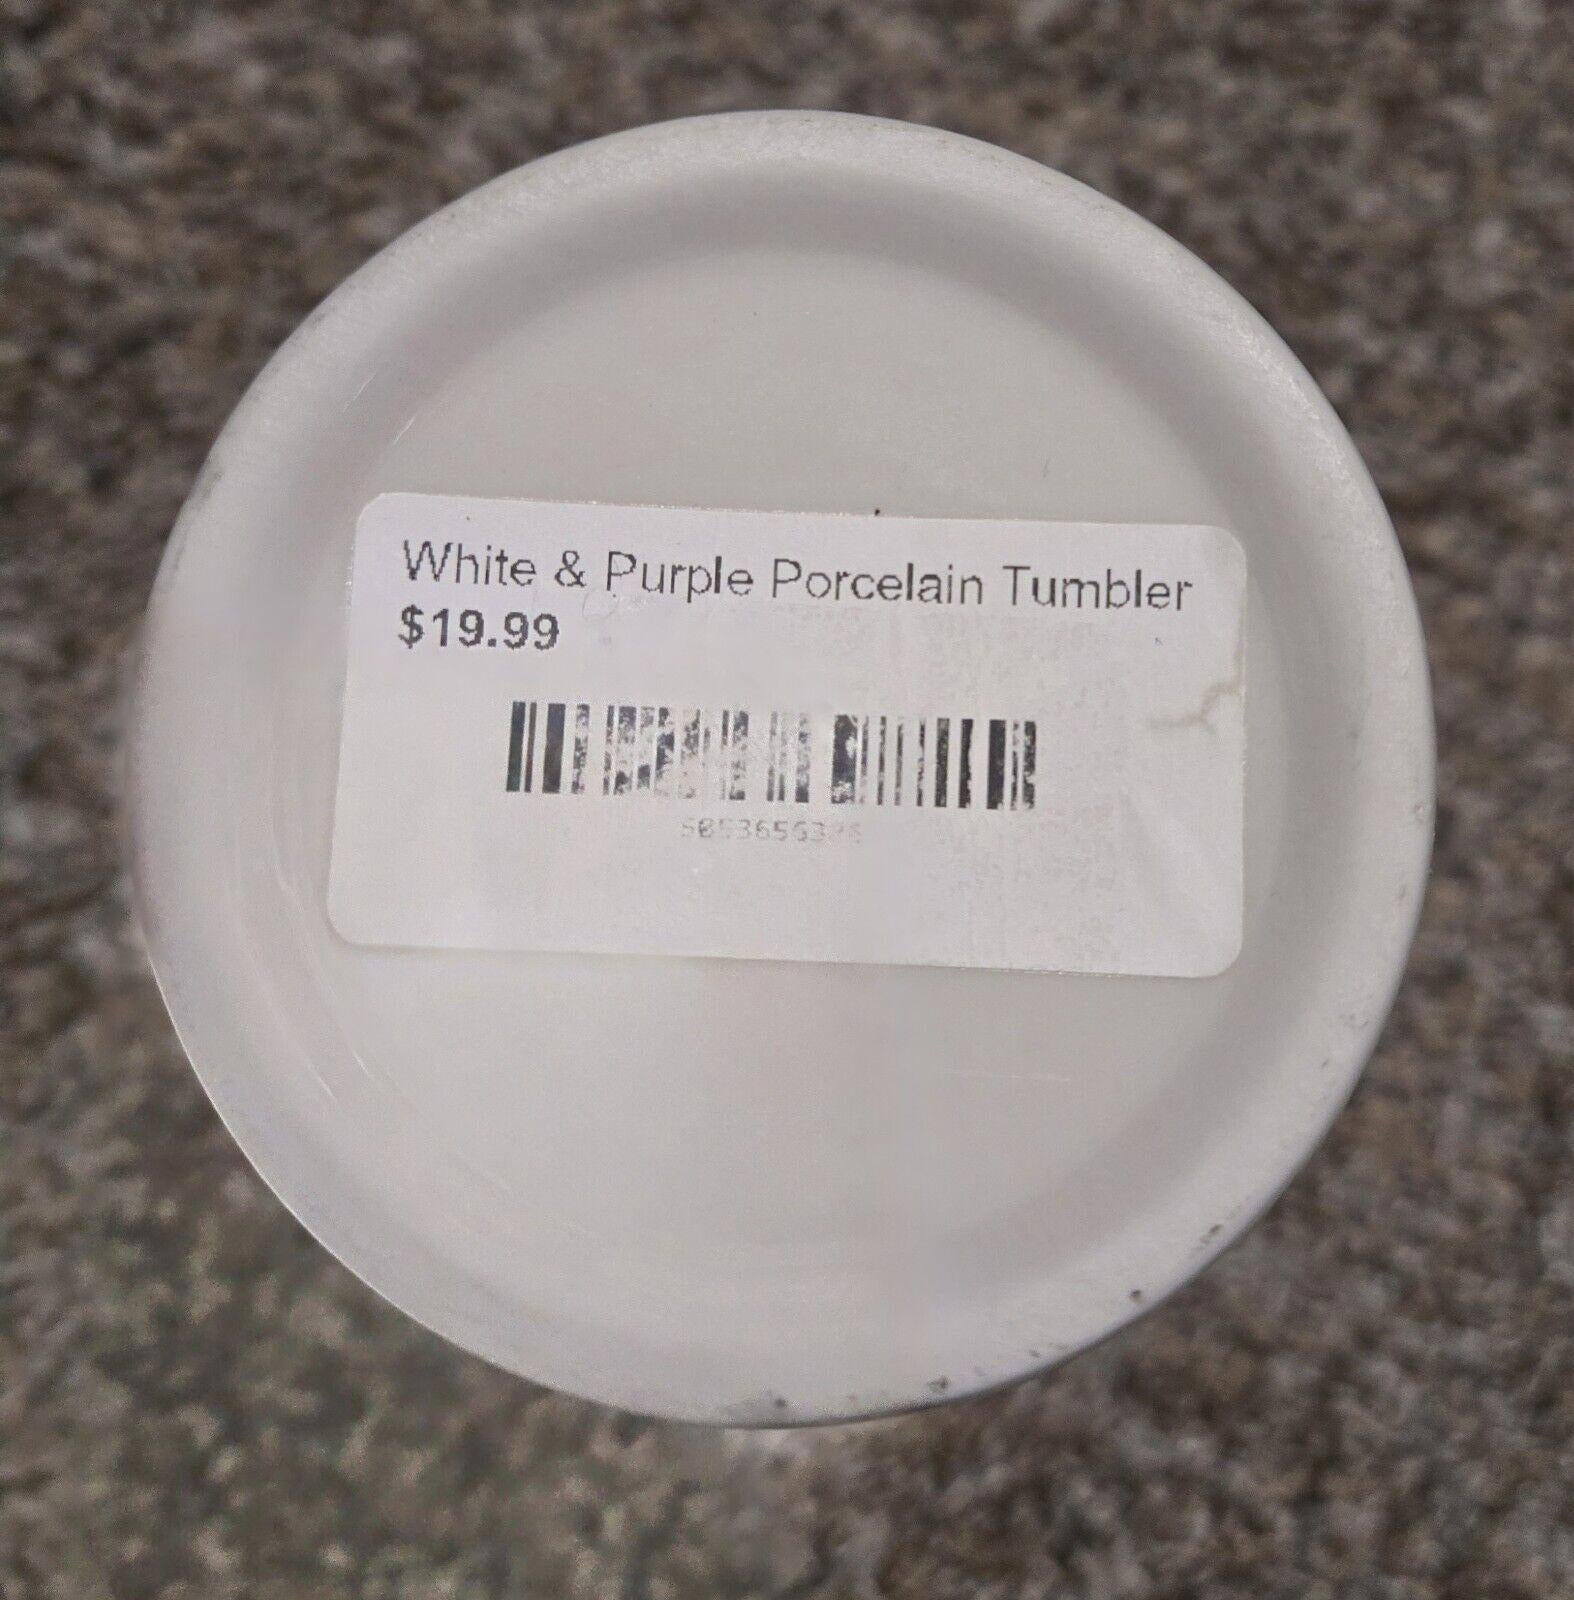 White & Purple Porcelain Tumbler
$19.99